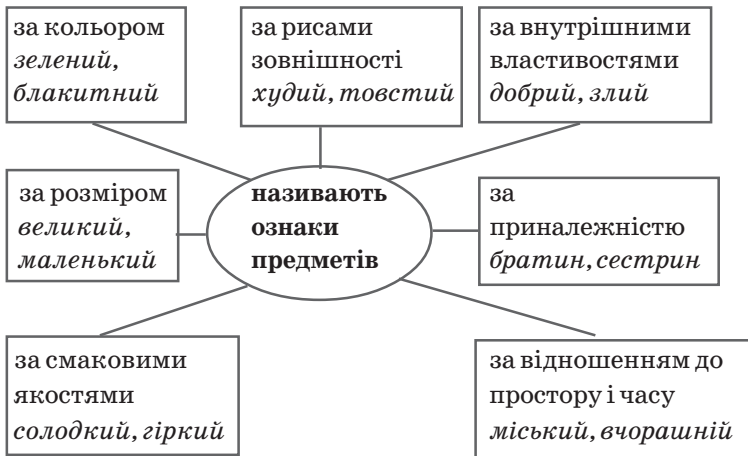 за кольором
зелений,
блакитний
за рисами
зовнішності
худий, товстий
за внутрішніми
властивостями
добрий, злий
за розміром
великий,
маленький
називають
ознаки
предметів
за
приналежністю
братин, сестрин
за смаковими
якостями
солодкий, гіркий
за відношенням до
простору і часу
міський, вчорашній